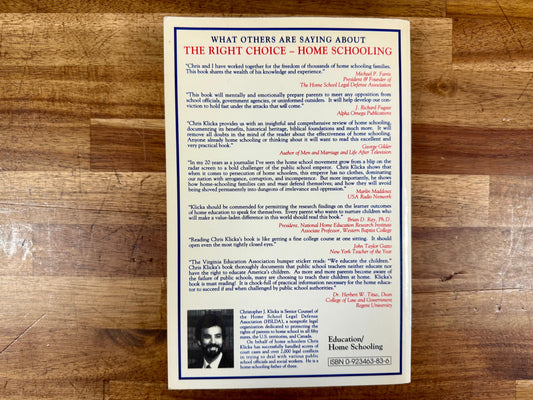 WHAT OTHERS ARE SAYING ABOUT
THE RIGHT CHOICE – HOME SCHOOLING
"Chris and I have worked together for the freedom of thousands of home schooling families.
This book shares the wealth of his knowledge and experience."
Michael P. Farris
President & Founder of
The Home School Legal Defense Association
"This book will mentally and emotionally prepare parents to meet any opposition from
school officials, government agencies, or uninformed outsiders. It will help develop our con-
viction to hold fast under the attacks that will come."
J. Richard Fugate
Alpha Omega Publications
"Chris Klicka provides us with an insightful and comprehensive review of home schooling,
documenting its benefits, historical heritage, biblical foundations and much more. It will
remove all doubts in the mind of the reader about the effectiveness of home schooling.
Anyone already home schooling or thinking about it will want to read this excellent and
very practical book."
George Gilder
Author of Men and Marriage and Life After Television
"In my 20 years as a journalist I've seen the home school movement grow from a blip on the
radar screen to a bold challenger of the public school emperor. Chris Klicka shows that
when it comes to persecution of home schoolers, this emperor has no clothes, dominating
our nation with arrogance, corruption, and incompetence. But more importantly, he shows
how home-schooling families can and must defend themselves; and how they will avoid
being shoved permanently into dungeons of irrelevance and oppression."
Marlin Maddoux
USA Radio Network
"Klicka should be commended for permitting the research findings on the learner outcomes
of home education to speak for themselves. Every parent who wants to nurture children who
will make a value-laden difference in this world should read this book."
Brian D. Ray, Ph.D.
President, National Home Education Research Institute
Associate Professor, Western Baptist College
"Reading Chris Klicka's book is like getting a fine college course at one sitting. It should
open even the most tightly closed eyes."
John Taylor Gatto
New York Teacher of the Year
"The Virginia Education Association bumper sticker reads: "We educate the children."
Chris Klicka's book thoroughly documents that public school teachers neither educate nor
have the right to educate America's children. As more and more parents become aware of
the failure of public schools, many are choosing to teach their children at home. Klicka's
book is must reading! It is chock-full of practical information necessary for the home educa-
tor to succeed if and when challenged by public school authorities."
Dr. Herbert W. Titus, Dean
College of Law and Government
Regent University
Christopher J. Klicka is Senior Counsel of
the Home School Legal Defense
Association (HSLDA), a nonprofit legal
organization dedicated to protecting the
rights of parents to home school in all fifty
states, the U.S. territories, and Canada.
On behalf of home schoolers Chris
Klicka has successfully handled scores of
court cases and over 2,000 legal conflicts
in trying to deal with various public
school officials and social workers. He is a
home schooling father of three.
Education/
Home Schooling
ISBN 0-923463-83-6